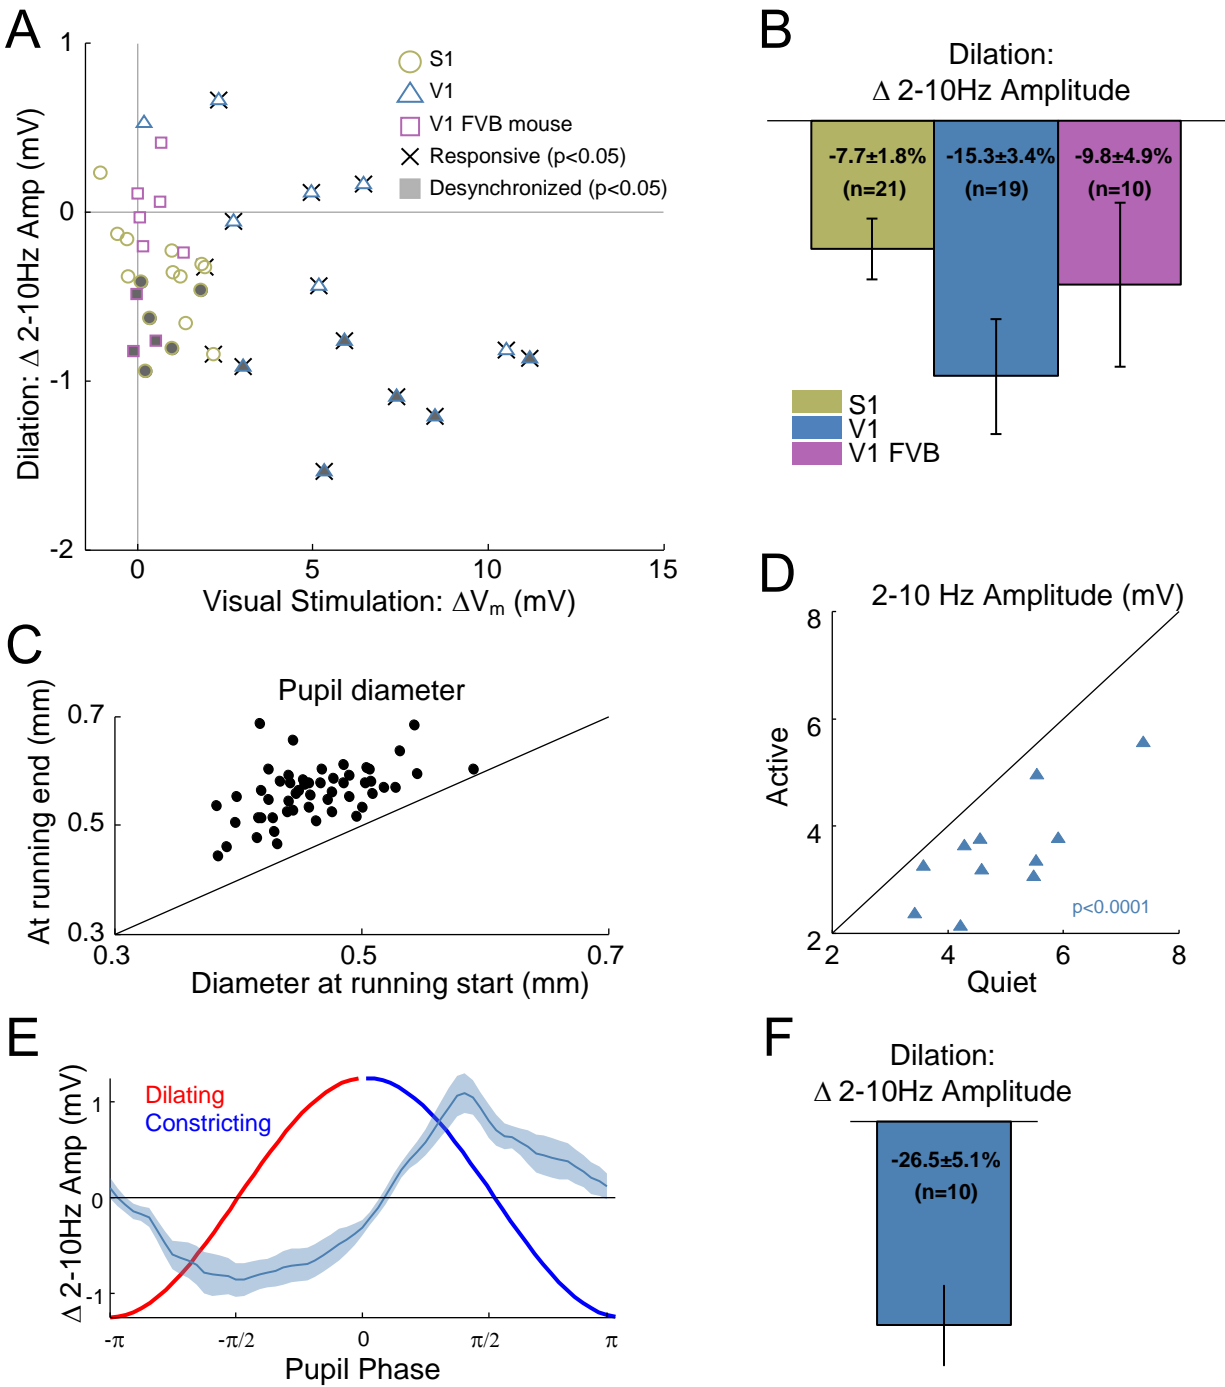 A
Dilation: Δ 2-10Hz Amp (mV)
1
0
-1
-2
0
5
10
15
Visual Stimulation: ΔVm (mV)
S1
V1
V1 FVB mouse
Responsive (p<0.05)
Desynchronized (p<0.05)
B
Dilation:
Δ 2-10Hz Amplitude
-7.7±1.8%
(n=21)
-15.3±3.4%
(n=19)
-9.8±4.9%
(n=10)
S1
V1
V1 FVB
C
Pupil diameter
At running end (mm)
0.7
0.5
0.3
0.3
0.5
0.7
Diameter at running start (mm)
D
2-10 Hz Amplitude (mV)
Active
8
6
4
2
2
4
6
8
Quiet
p<0.0001
E
Dilating
Constricting
Δ 2-10Hz Amp (mV)
1
0
-1
-π
-π/2
0
π/2
π
Pupil Phase
F
Dilation:
Δ 2-10Hz Amplitude
-26.5±5.1%
(n=10)